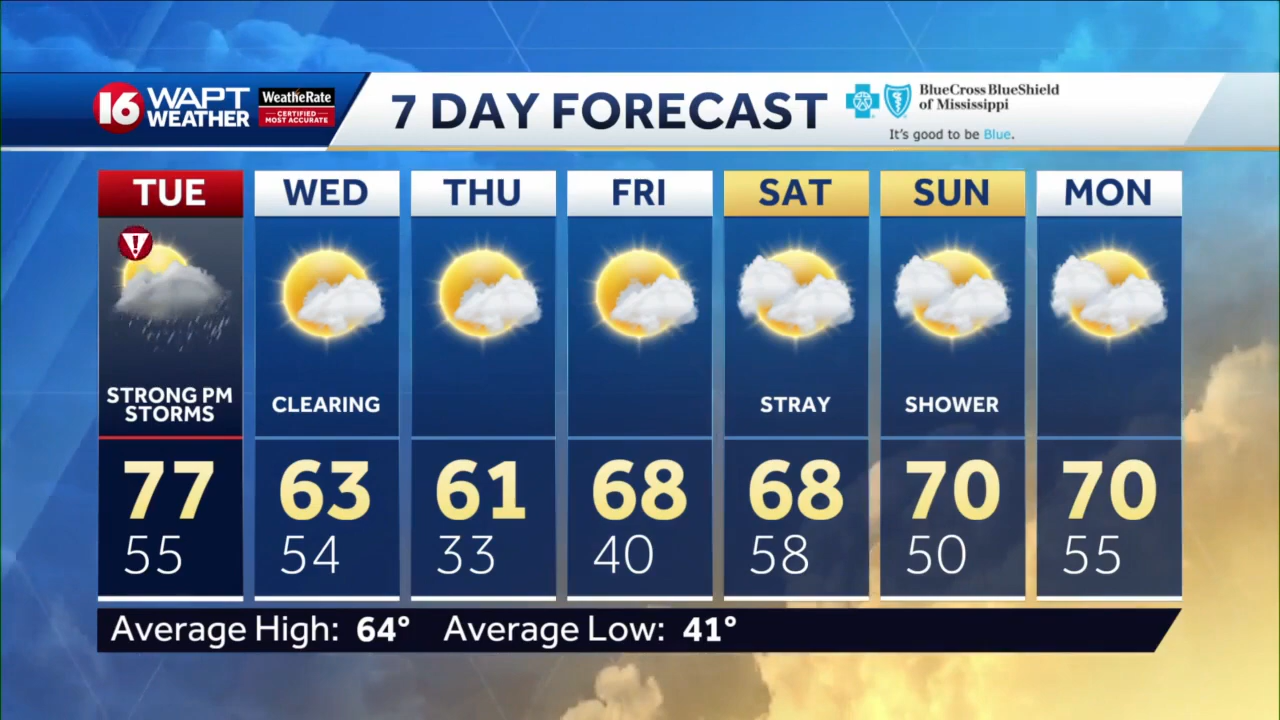 16 WAPT WEATHER
WeatheRate
CERTIFIED
MOST ACCURATE
7 DAY FORECAST
BlueCross BlueShield
of Mississippi
It's good to be Blue.
TUE WED THU FRI SAT SUN MON
STRONG PM
STORMS
CLEARING
STRAY
SHOWER
77 63 61 68 68 70 70
55 54 33 40 58 50 55
Average High: 64° Average Low: 41°